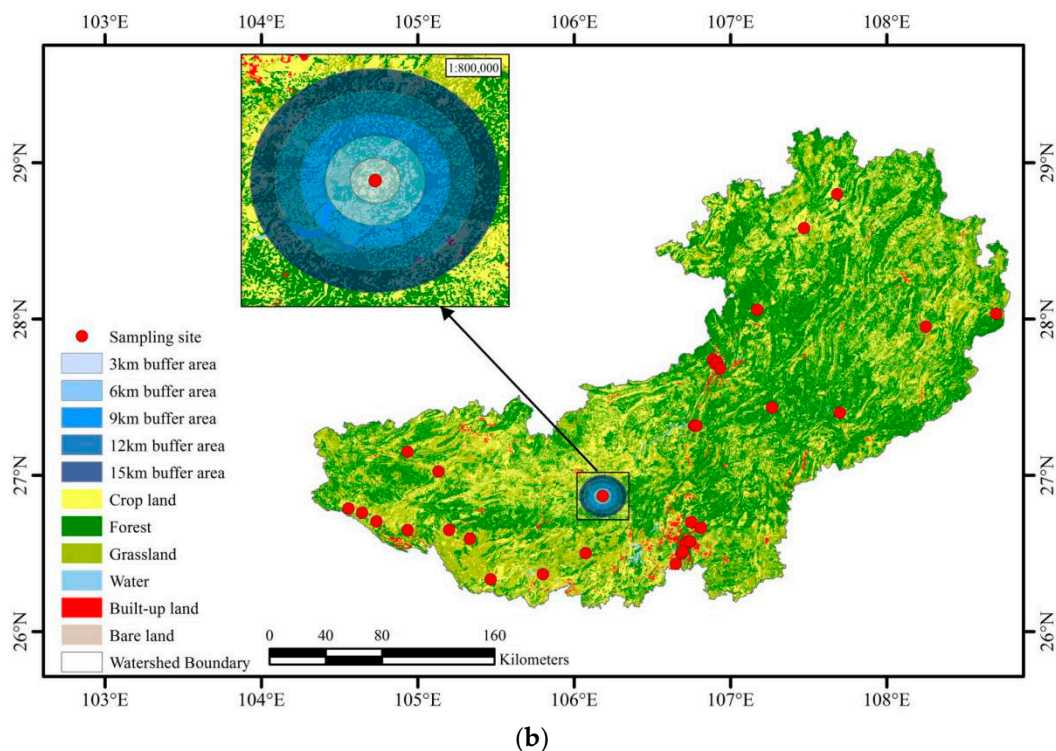 103°E 104°E 105°E 106°E 107°E 108°E
1:800,000
29°N 29°N
28°N 28°N
Sampling site
3km buffer area
6km buffer area
9km buffer area
12km buffer area
15km buffer area
27°N 27°N
Crop land
Forest
Grassland
Water
Built-up land
26°N 26°N
Bare land
Watershed Boundary
0 40 80 160
Kilometers
103°E 104°E 105°E 106°E 107°E 108°E
(b)